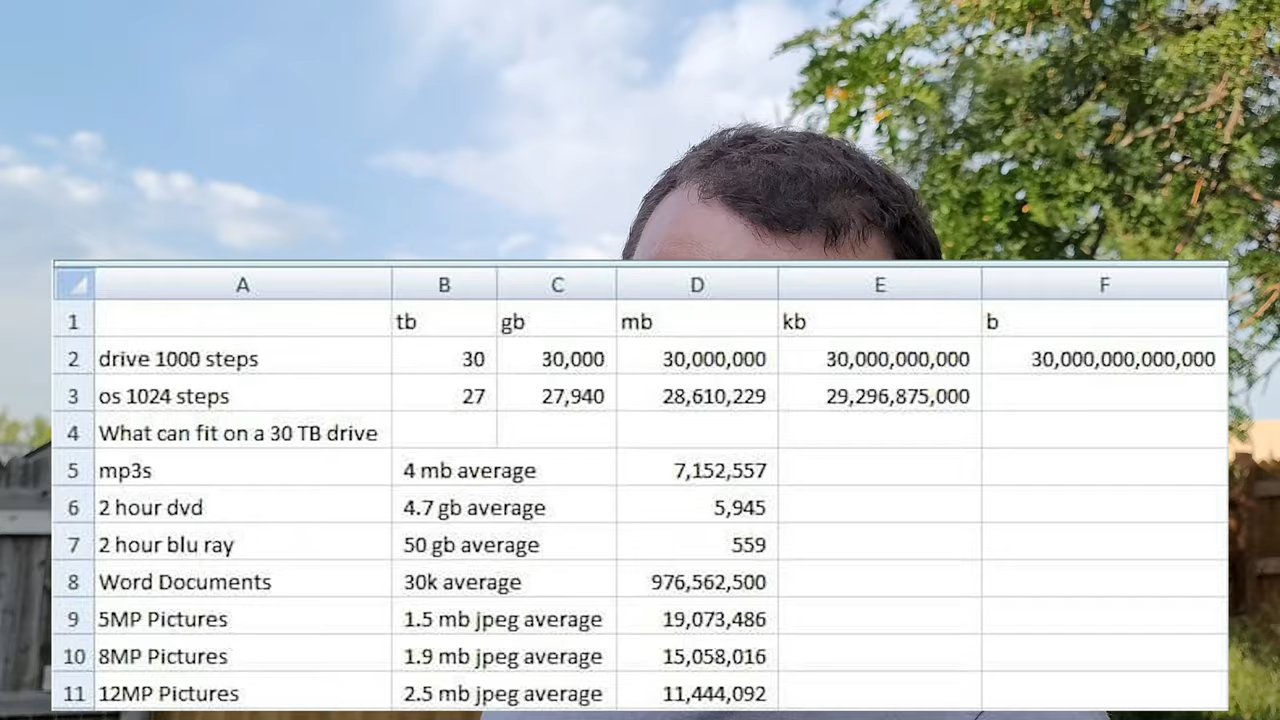 A B C D E F
1 tb gb mb kb b
2 drive 1000 steps 30 30,000 30,000,000 30,000,000,000 30,000,000,000,000
3 os 1024 steps 27 27,940 28,610,229 29,296,875,000
4 What can fit on a 30 TB drive
5 mp3s 4 mb average 7,152,557
6 2 hour dvd 4.7 gb average 5,945
7 2 hour blu ray 50 gb average 559
8 Word Documents 30k average 976,562,500
9 5MP Pictures 1.5 mb jpeg average 19,073,486
10 8MP Pictures 1.9 mb jpeg average 15,058,016
11 12MP Pictures 2.5 mb jpeg average 11,444,092